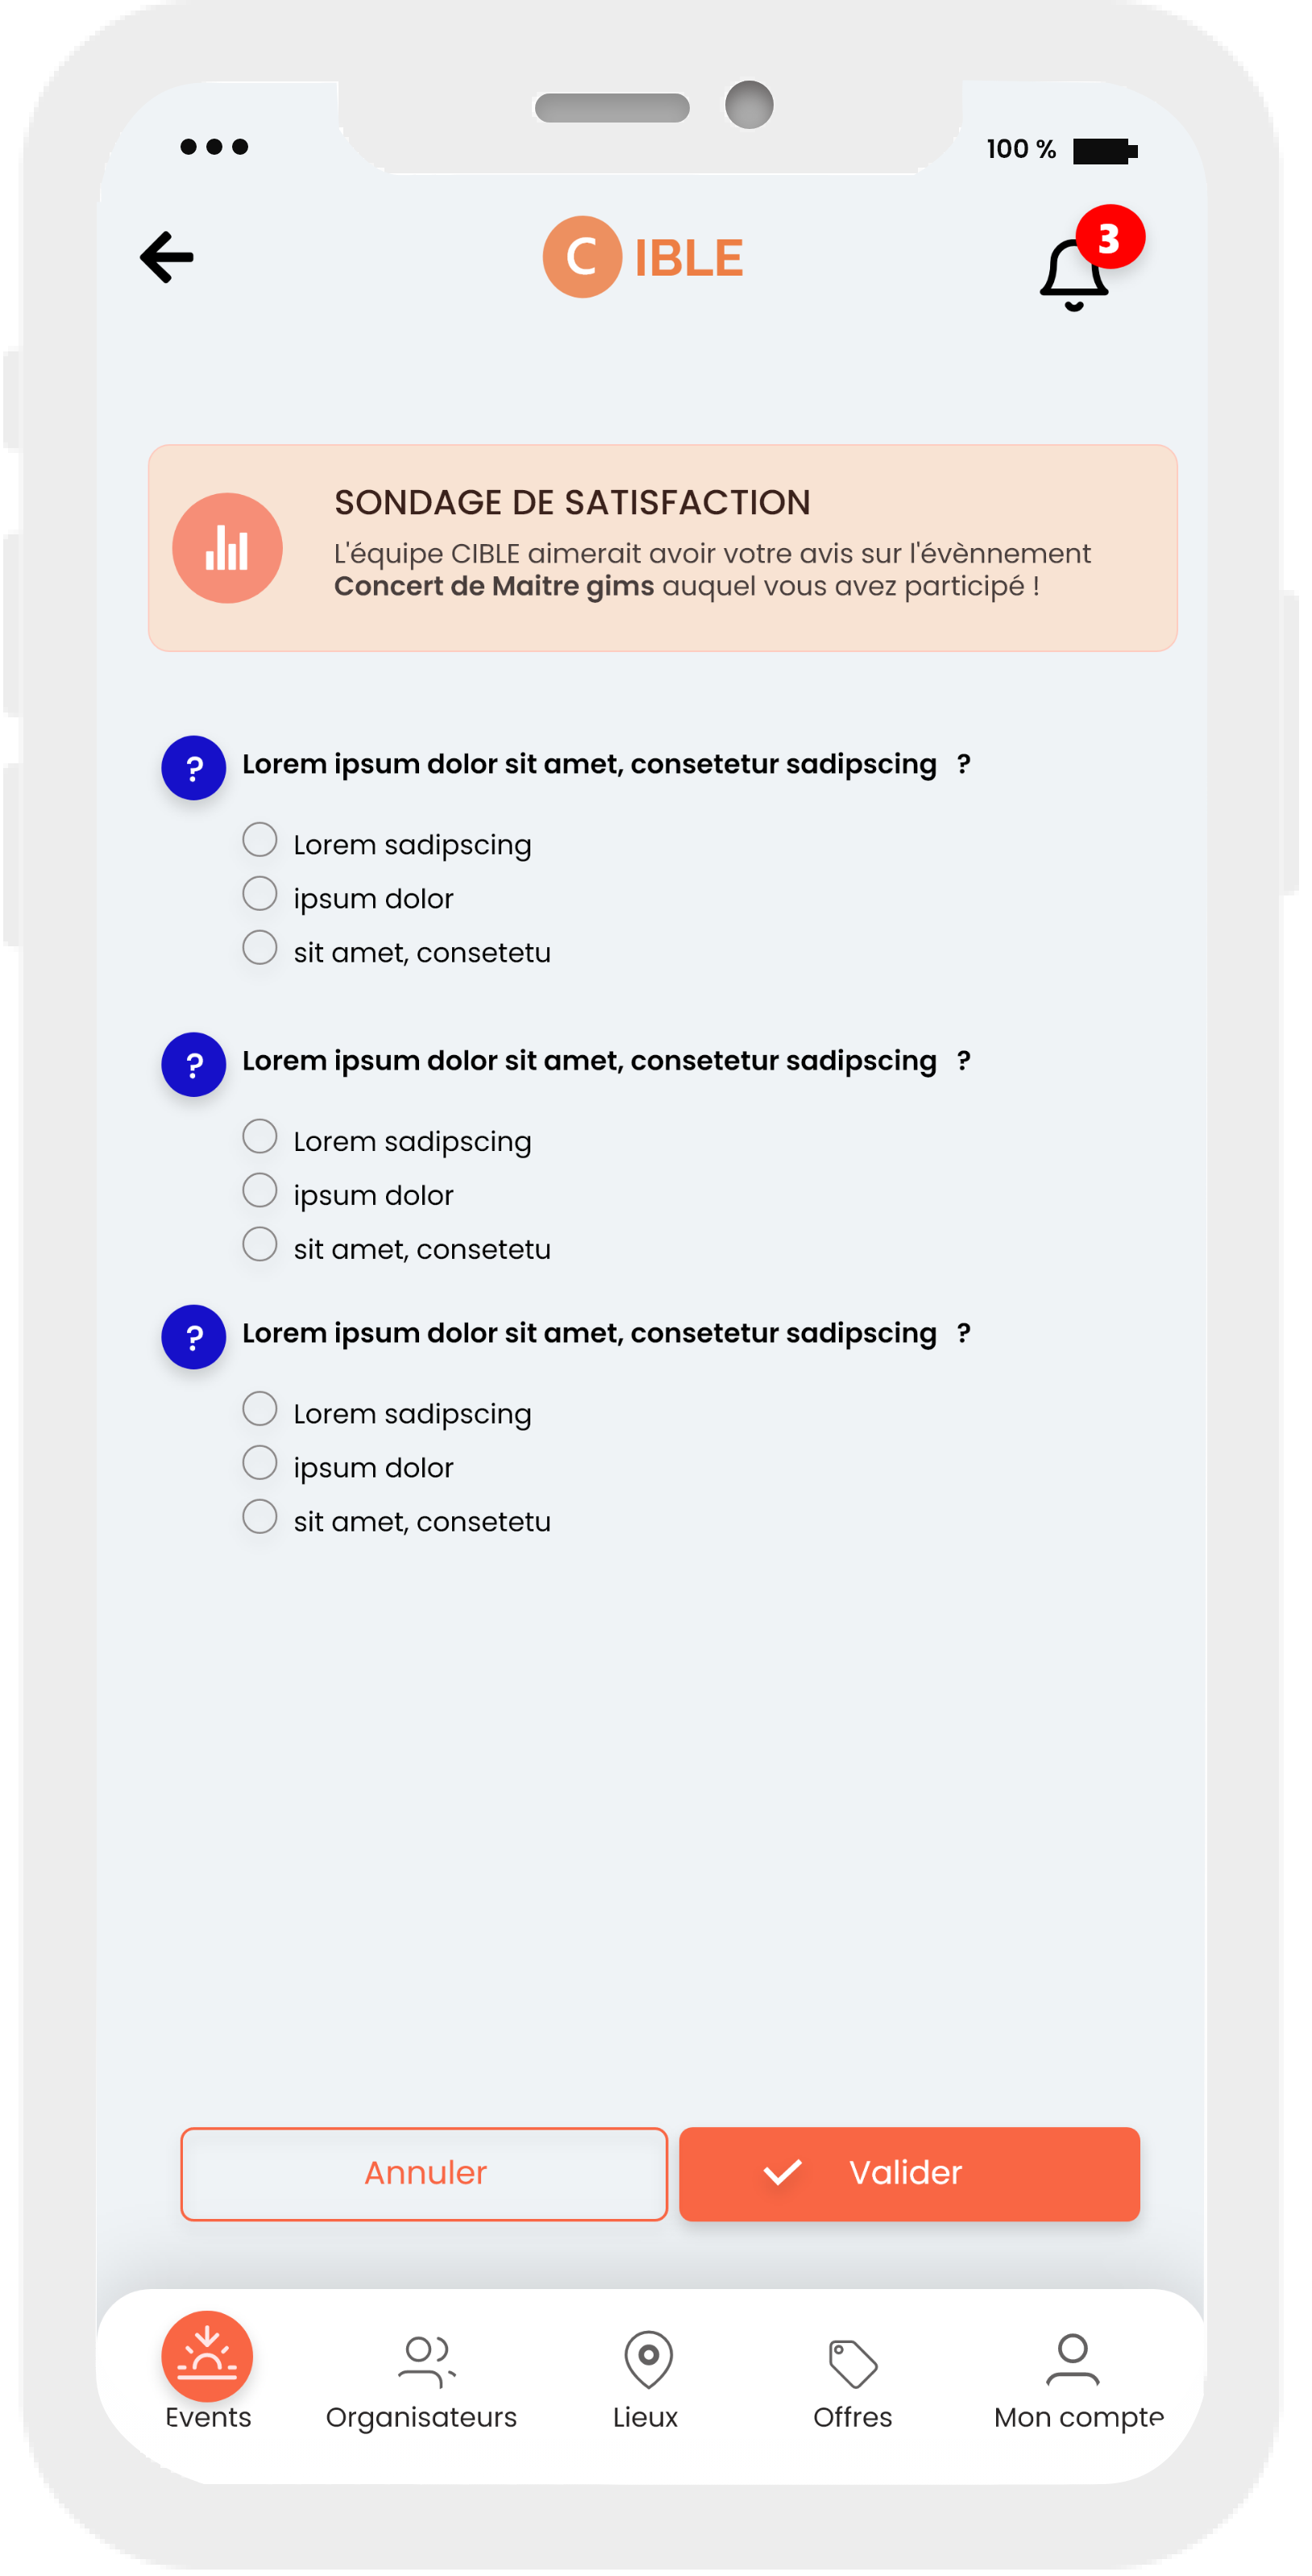 100 %
C IBLE
3
SONDAGE DE SATISFACTION
L'équipe CIBLE aimerait avoir votre avis sur l'évènnement
Concert de Maitre gims auquel vous avez participé !
? Lorem ipsum dolor sit amet, consetetur sadipscing ?
Lorem sadipscing
ipsum dolor
sit amet, consetetu
? Lorem ipsum dolor sit amet, consetetur sadipscing ?
Lorem sadipscing
ipsum dolor
sit amet, consetetu
? Lorem ipsum dolor sit amet, consetetur sadipscing ?
Lorem sadipscing
ipsum dolor
sit amet, consetetu
Annuler Valider
Events Organisateurs Lieux Offres Mon compte